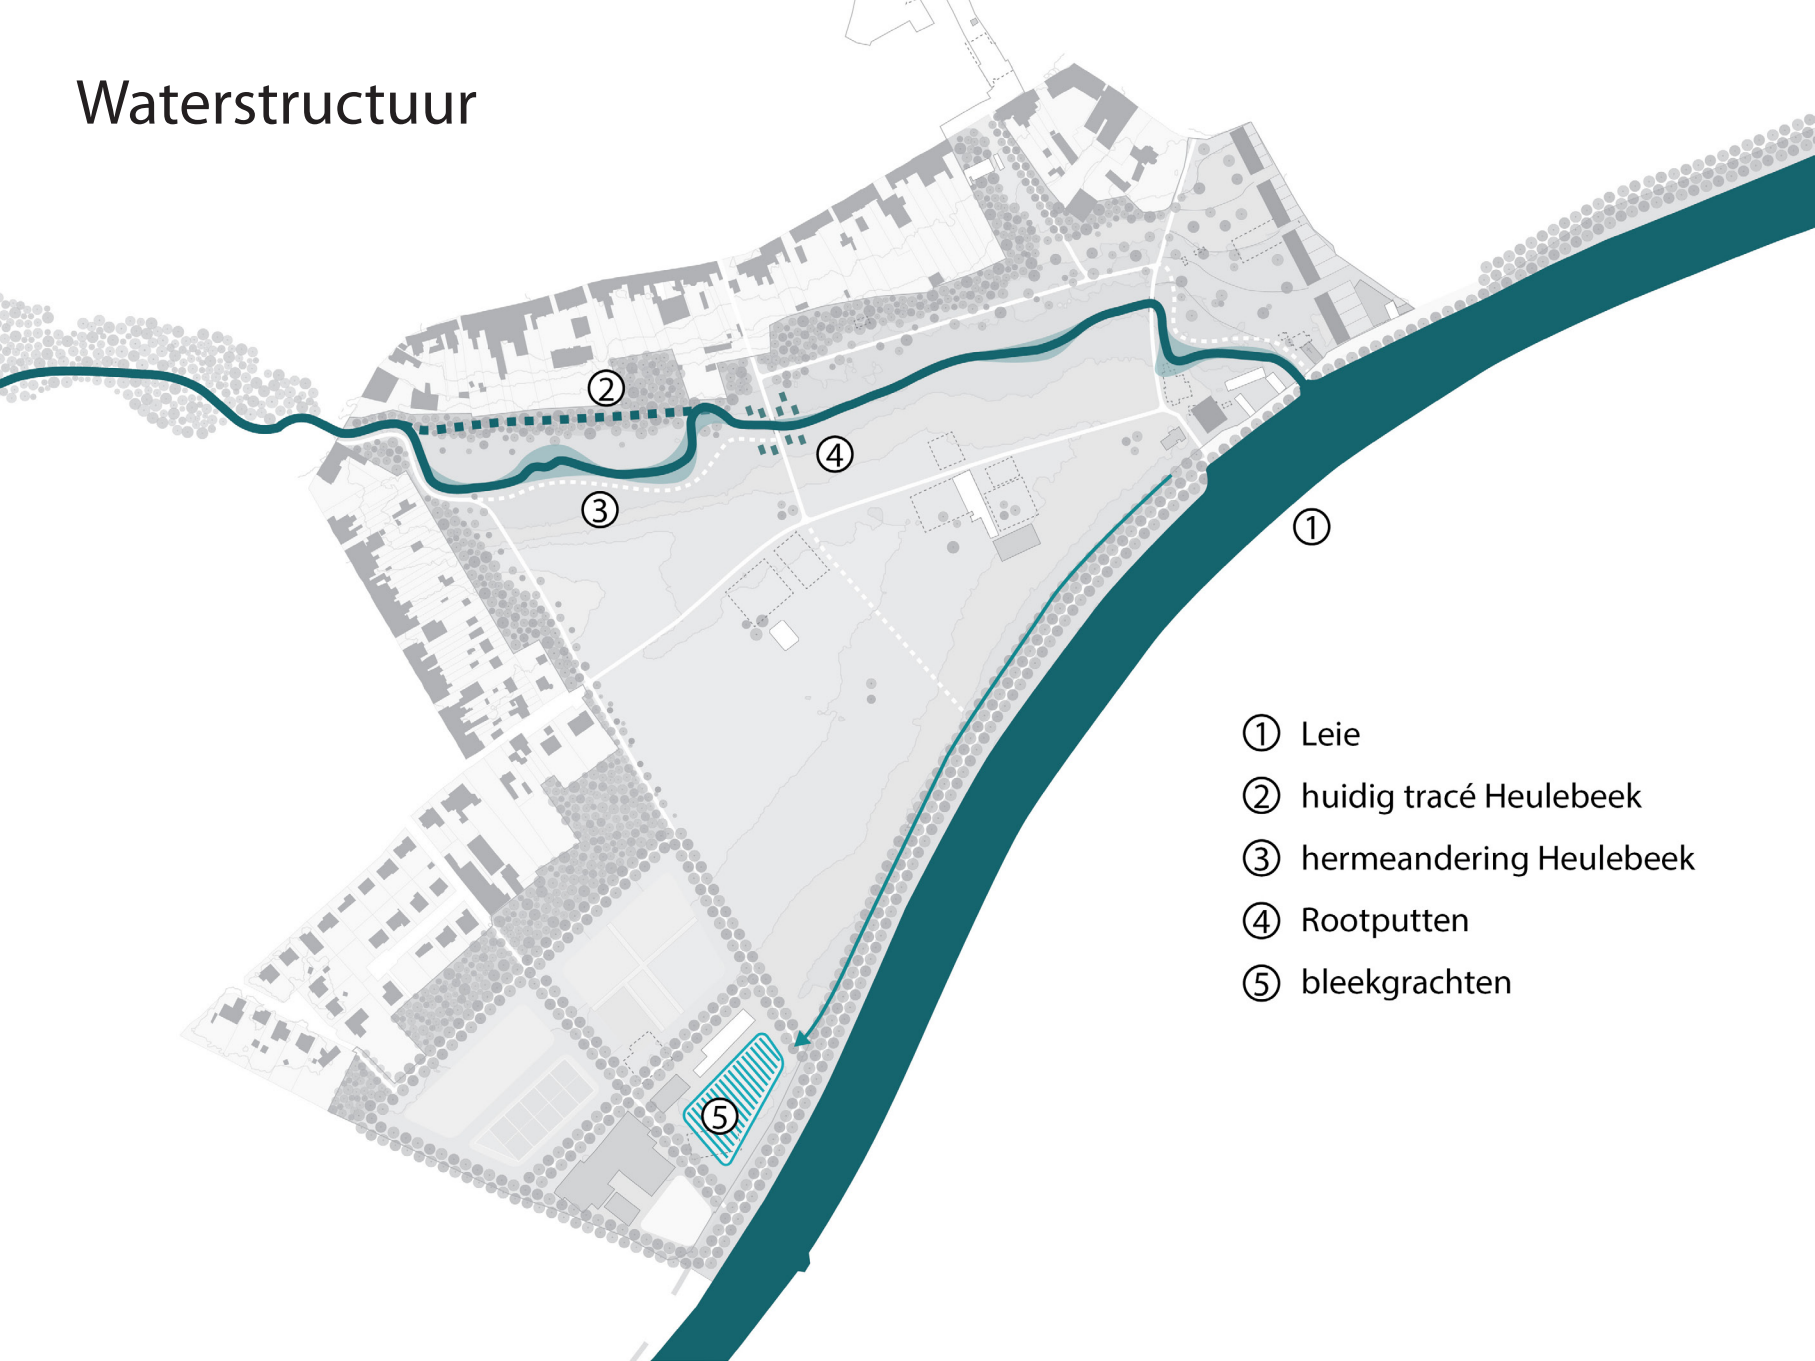 Waterstructuur
2
3
4
1
5
1 Leie
2 huidig tracé Heulebeek
3 hermeandering Heulebeek
4 Rootputten
5 bleekgrachten